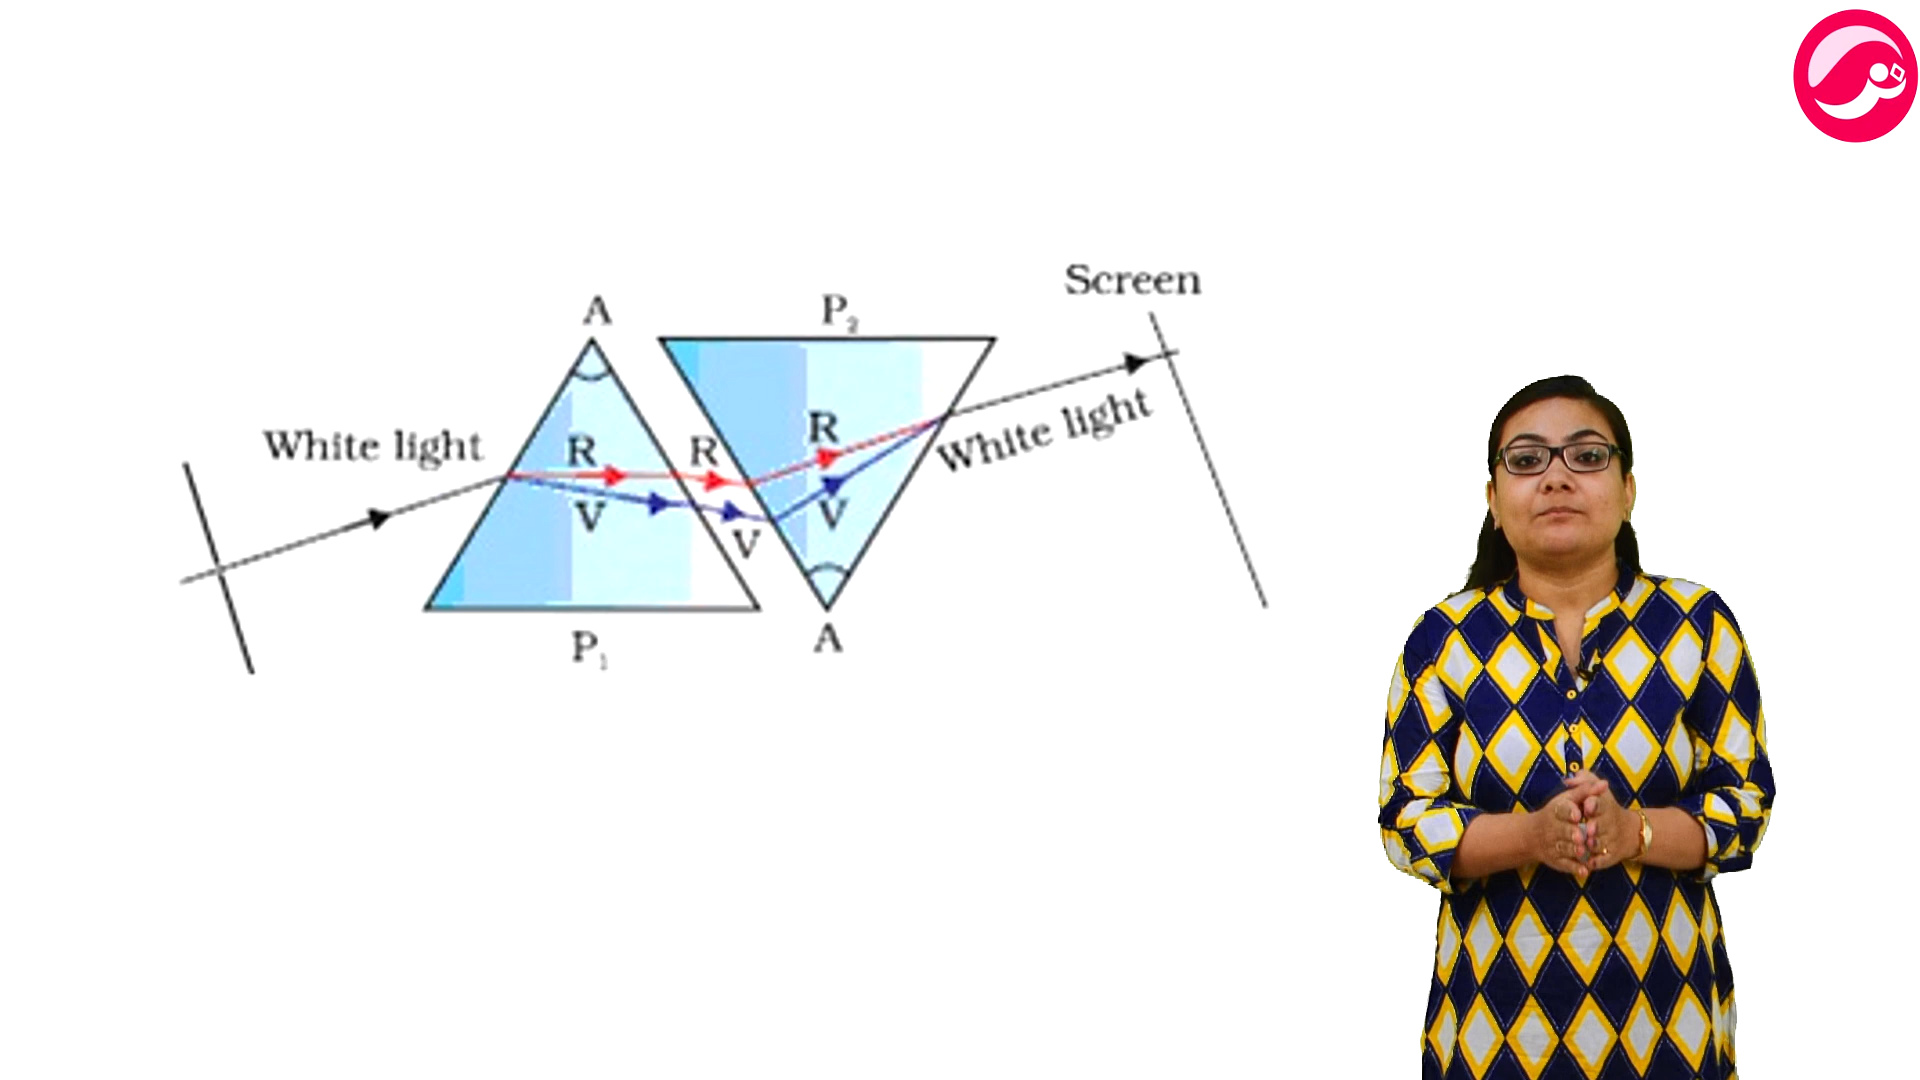 Screen
A
P₂
White light
R
R
R
White light
V
V
V
P₁
A